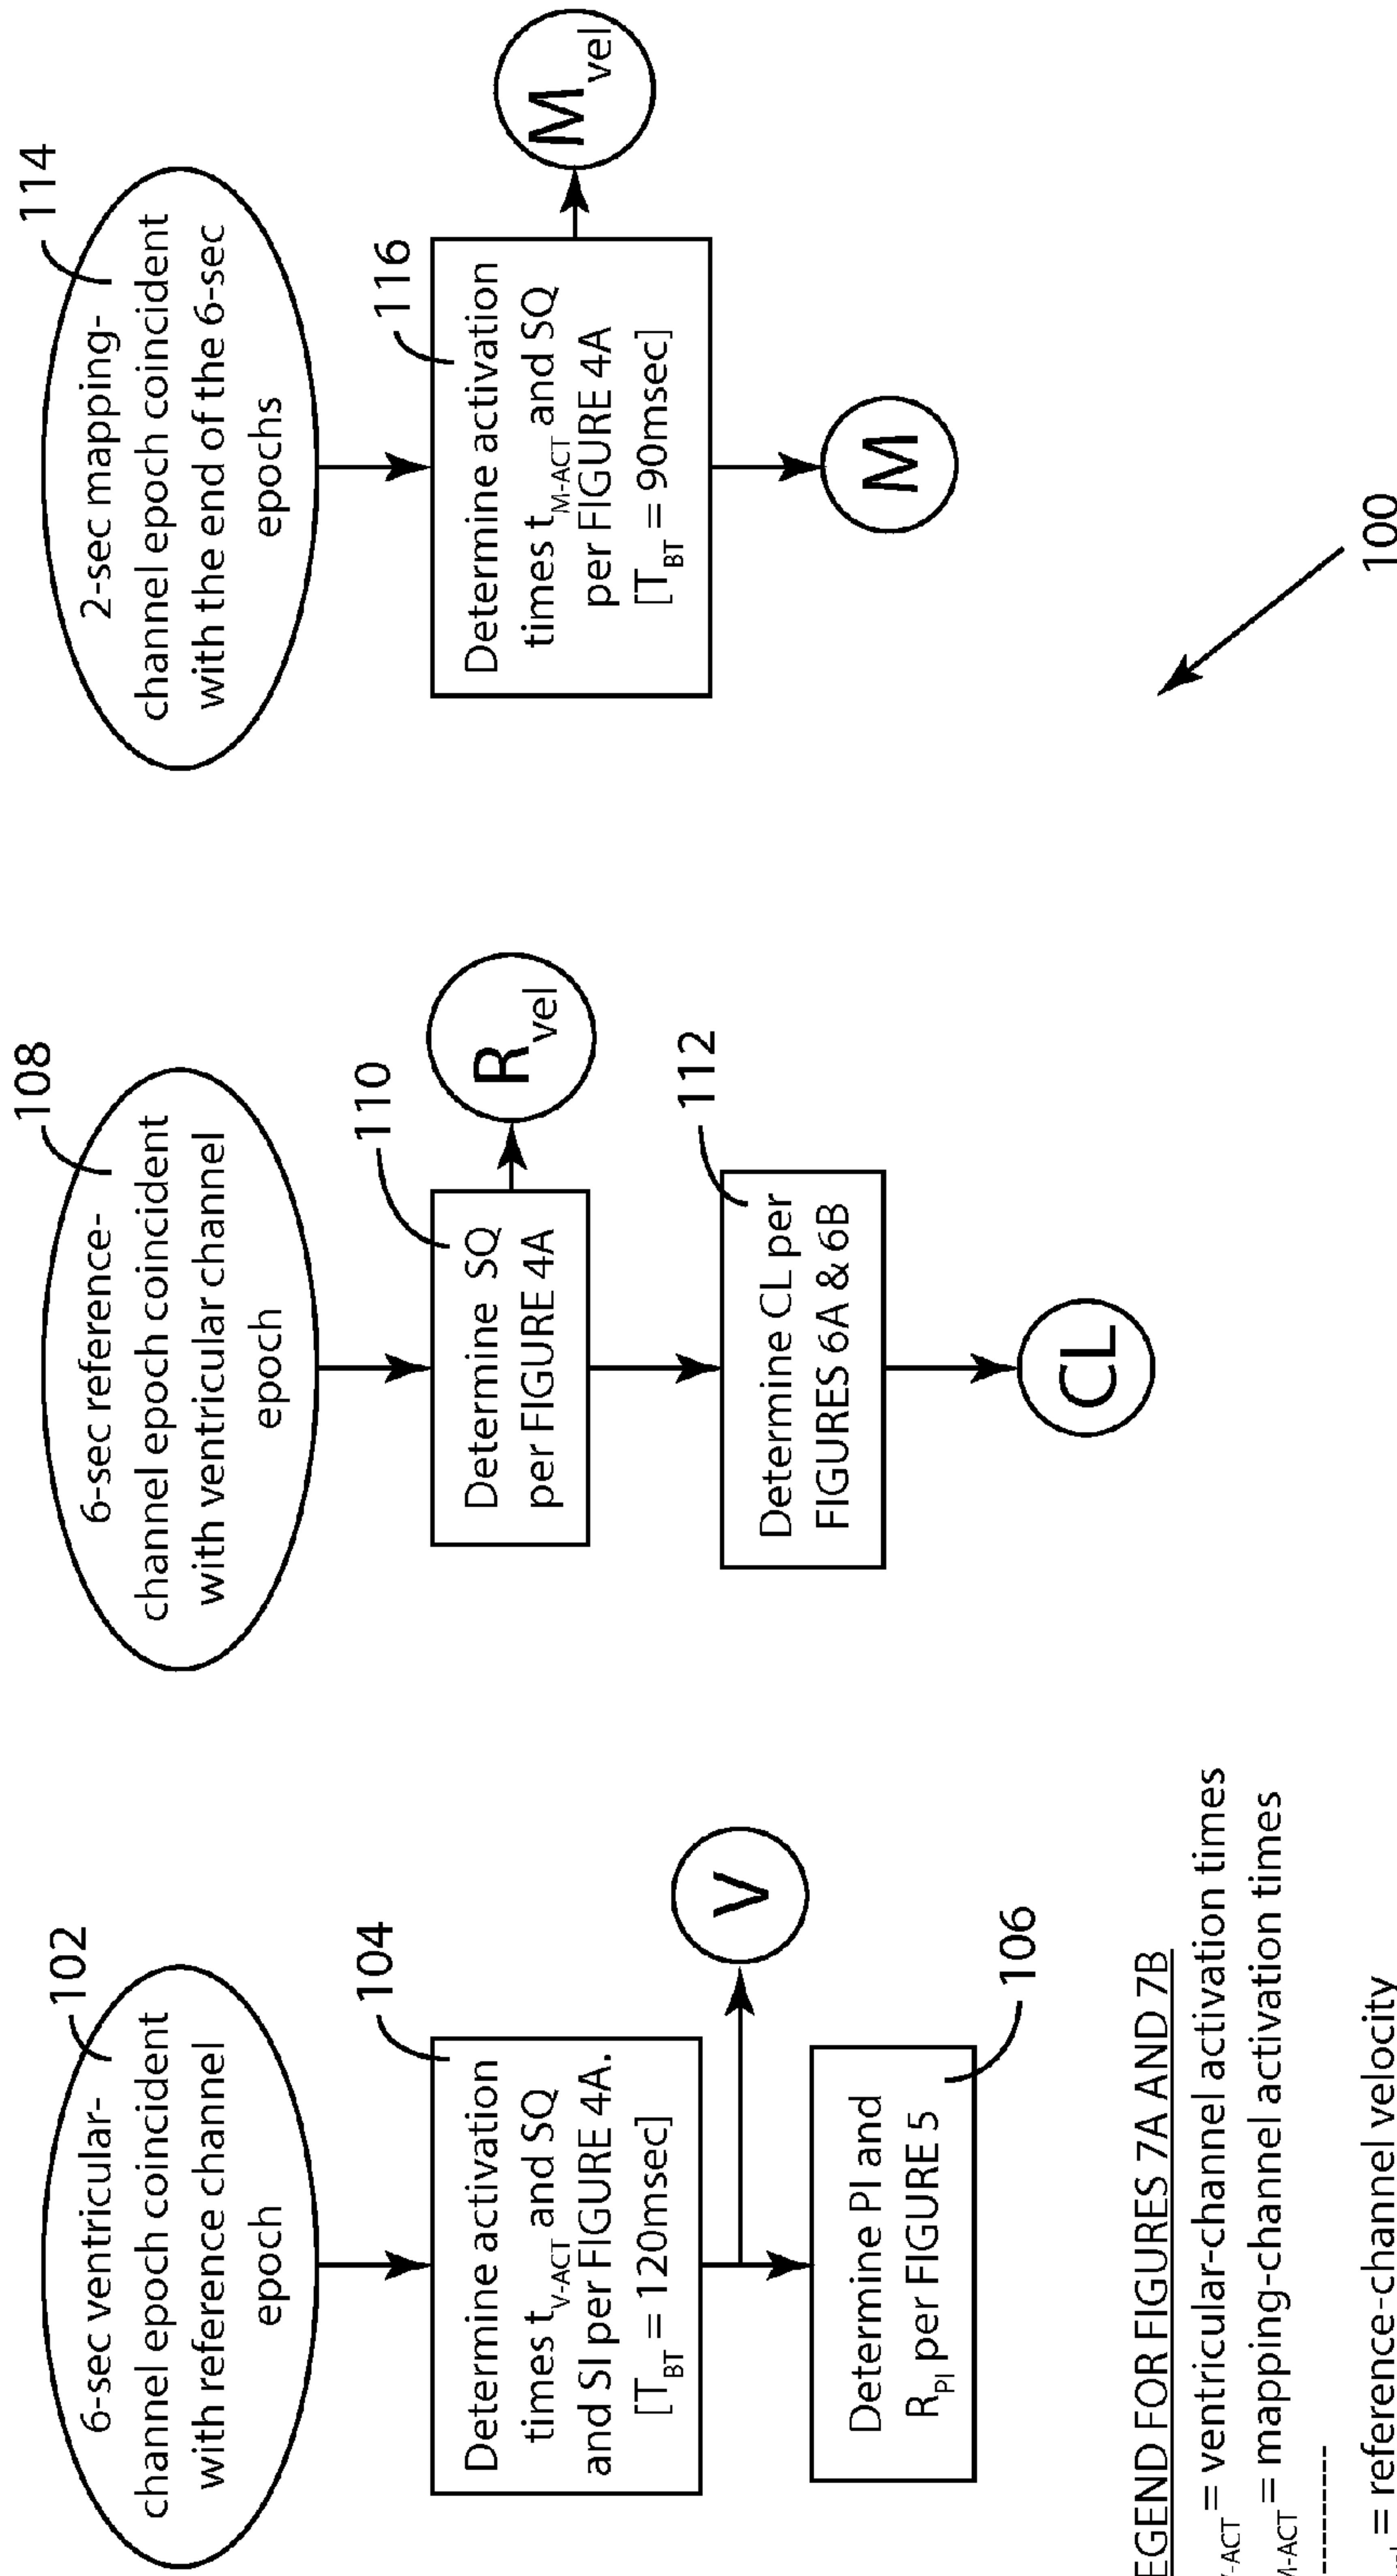 102
6-sec ventricular-
channel epoch coincident
with reference channel
epoch
104
Determine activation
times t_V-ACT and SQ
and SI per FIGURE 4A.
[T_BT = 120msec]
V
106
Determine PI and
R_PI per FIGURE 5
108
6-sec reference-
channel epoch coincident
with ventricular channel
epoch
110
Determine SQ
per FIGURE 4A
R_vel
112
Determine CL per
FIGURES 6A & 6B
CL
114
2-sec mapping-
channel epoch coincident
with the end of the 6-sec
epochs
116
Determine activation
times t_M-ACT and SQ
per FIGURE 4A
[T_BT = 90msec]
M_vel
M
100
FOR FIGURES 7A AND 7B
= ventricular-channel activation times
M-ACT = mapping-channel activation times
------------
= reference-channel velocity